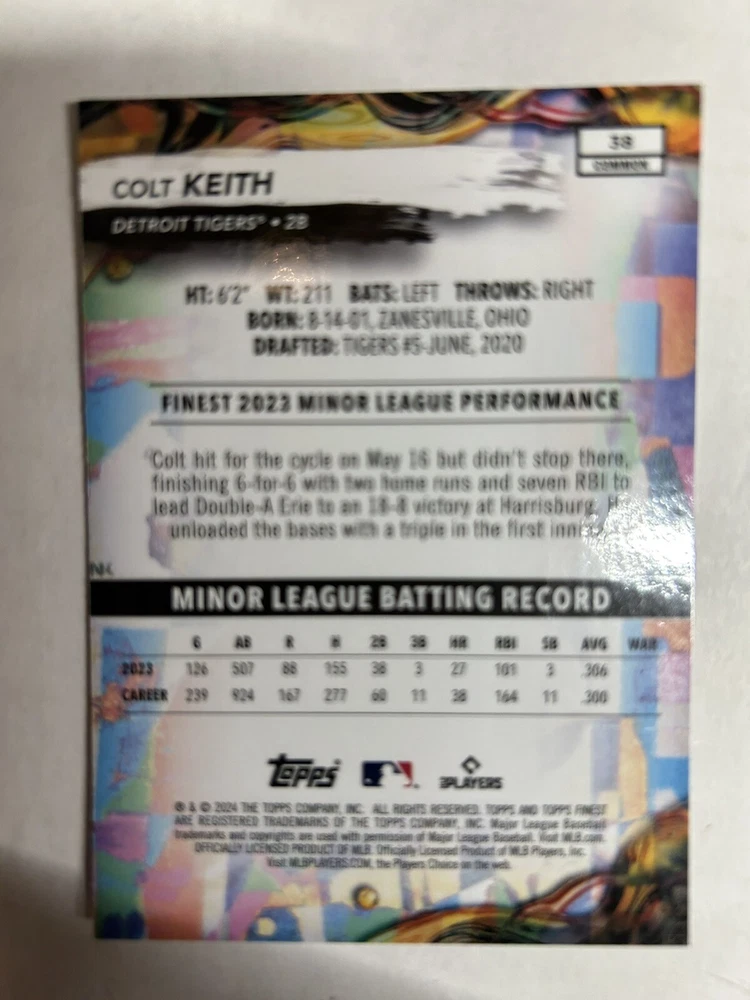 38
COMMON
COLT KEITH
DETROIT TIGERS® • 2B
HT: 6'2" WT: 211 BATS: LEFT THROWS: RIGHT
BORN: 8-14-01, ZANESVILLE, OHIO
DRAFTED: TIGERS #5-JUNE, 2020
FINEST 2023 MINOR LEAGUE PERFORMANCE
Colt hit for the cycle on May 16 but didn't stop there,
finishing 6-for-6 with two home runs and seven RBI to
lead Double-A Erie to an 18-8 victory at Harrisburg.
unloaded the bases with a triple in the first
NK
MINOR LEAGUE BATTING RECORD
G AB R H 2B 3B HR RBI SB AVG WAR
2023 126 507 88 155 38 3 27 101 3 .306
CAREER 239 924 167 277 60 11 38 164 11 .300
topps PLAYERS
® & © 2024 THE TOPPS COMPANY, INC. ALL RIGHTS RESERVED. TOPPS AND TOPPS FINEST
ARE REGISTERED TRADEMARKS OF THE TOPPS COMPANY, INC. Major League Baseball
trademarks and copyrights are used with permission of Major League Baseball. Visit MLB.com.
OFFICIALLY LICENSED PRODUCT OF MLB. Officially Licensed Product of MLB Players, Inc.
Visit MLBPLAYERS.COM, the Players Choice on the web.